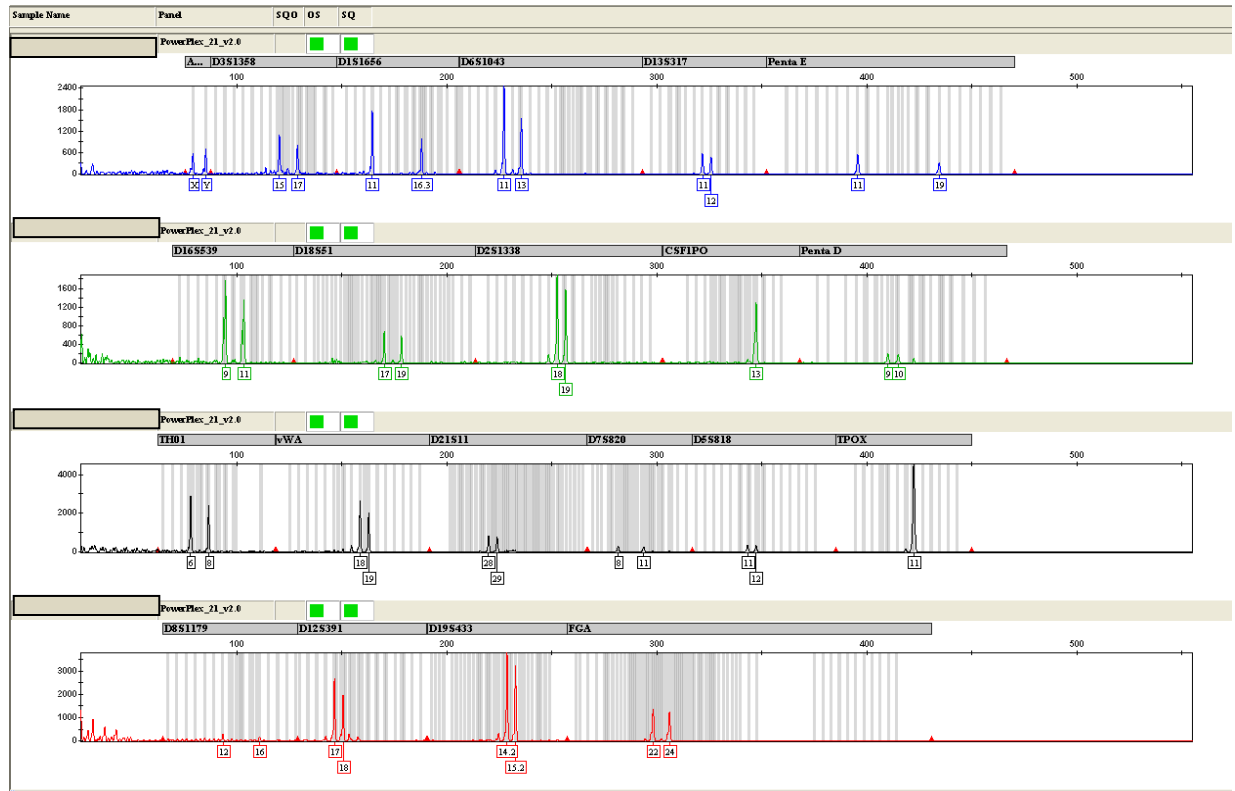 Sample Name Panel SQO OS SQ
PowerPlex_21_v2.0
A... D3S1358 D1S1656 D6S1043 D13S317 Penta E
100 200 300 400 500
2400
1800
1200
600
0
X Y 15 17 11 16.3 11 13 11 11 19
12
PowerPlex_21_v2.0
D16S539 D18S51 D2S1338 CSF1PO Penta D
100 200 300 400 500
1600
1200
800
400
0
9 11 17 19 18 13 9 10
19
PowerPlex_21_v2.0
TH01 vWA D21S11 D7S820 D5S818 TPOX
100 200 300 400 500
4000
2000
0
6 8 18 28 8 11 11 11
19 29 12
PowerPlex_21_v2.0
D8S1179 D12S391 D19S433 FGA
100 200 300 400 500
3000
2000
1000
0
12 16 17 14.2 22 24
18 15.2